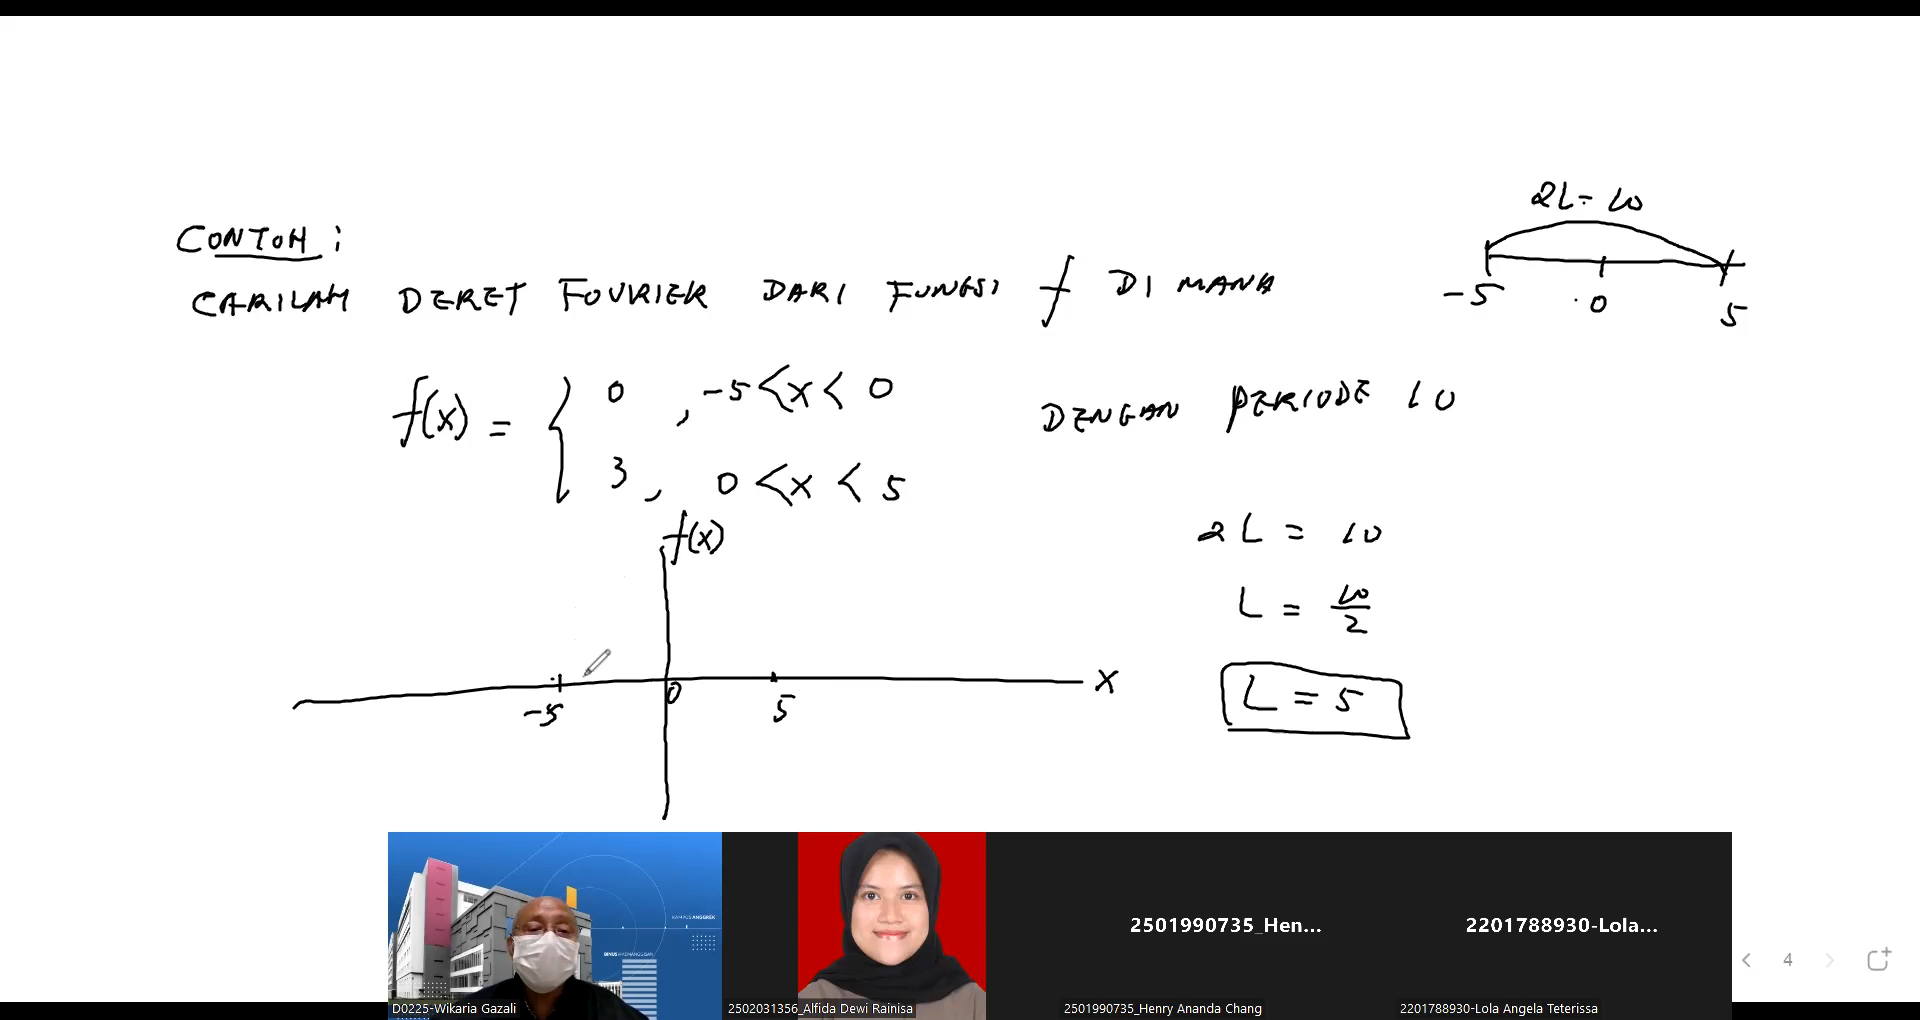 2L = 10
CONTOH :
CARILAH DERET FOURIER DARI FUNGSI f DI MANA
-5 0 5
f(x) = { 0 , -5 < x < 0
DENGAN PERIODE 10
3 , 0 < x < 5
f(x)
2L = 10
L = 10/2
x
-5 0 5
L = 5
KAMPUS ANGGREK
2501990735_Hen...
2201788930-Lola...
4
D0225-Wikaria Gazali
2502031356_Alfida Dewi Rainisa
2501990735_Henry Ananda Chang
2201788930-Lola Angela Teterissa